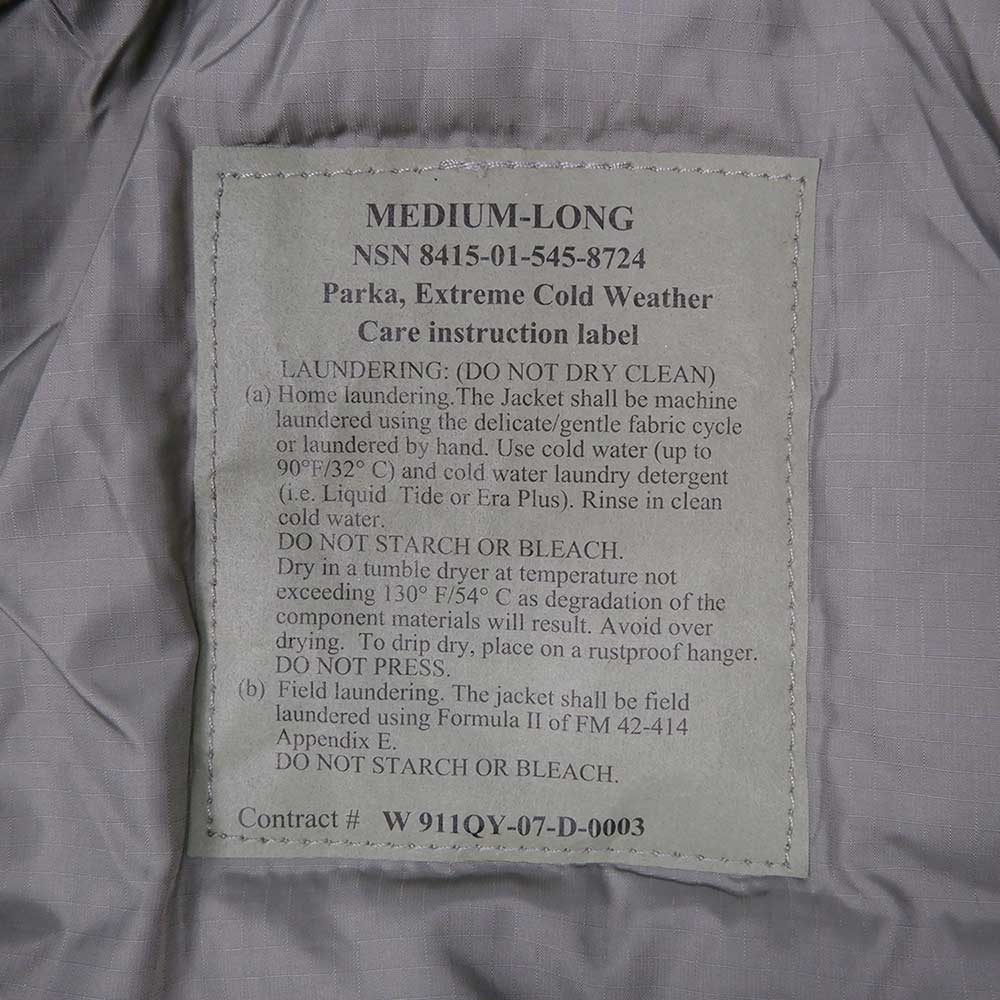 MEDIUM-LONG
NSN 8415-01-545-8724
Parka, Extreme Cold Weather
Care instruction label
LAUNDERING: (DO NOT DRY CLEAN)
(a) Home laundering.The Jacket shall be machine
laundered using the delicate/gentle fabric cycle
or laundered by hand. Use cold water (up to
90°F/32° C) and cold water laundry detergent
(i.e. Liquid Tide or Era Plus). Rinse in clean
cold water.
DO NOT STARCH OR BLEACH.
Dry in a tumble dryer at temperature not
exceeding 130° F/54° C as degradation of the
component materials will result. Avoid over
drying. To drip dry, place on a rustproof hanger.
DO NOT PRESS.
(b) Field laundering. The jacket shall be field
laundered using Formula II of FM 42-414
Appendix E.
DO NOT STARCH OR BLEACH.
Contract # W 911QY-07-D-0003